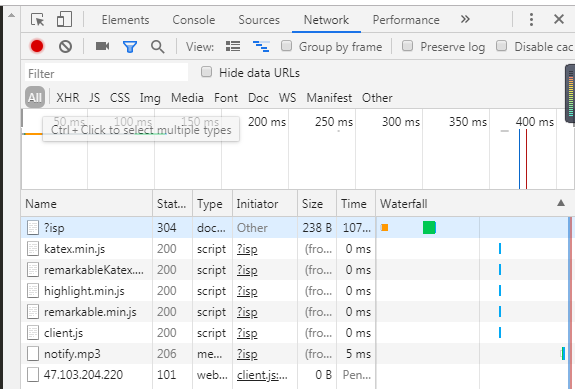 Elements Console Sources Network Performance »
View: Group by frame Preserve log Disable cac
Filter Hide data URLs
All XHR JS CSS Img Media Font Doc WS Manifest Other
50 ms 100 ms 150 ms 200 ms 250 ms 300 ms 350 ms 400 ms
Ctrl + Click to select multiple types
Name Stat... Type Initiator Size Time Waterfall
?isp 304 doc... Other 238 B 107...
katex.min.js 200 script ?isp (fro... 0 ms
remarkableKatex.... 200 script ?isp (fro... 0 ms
highlight.min.js 200 script ?isp (fro... 0 ms
remarkable.min.js 200 script ?isp (fro... 0 ms
client.js 200 script ?isp (fro... 0 ms
notify.mp3 206 me... ?isp (fro... 5 ms
47.103.204.220 101 web... client.js:... 0 B Pen...